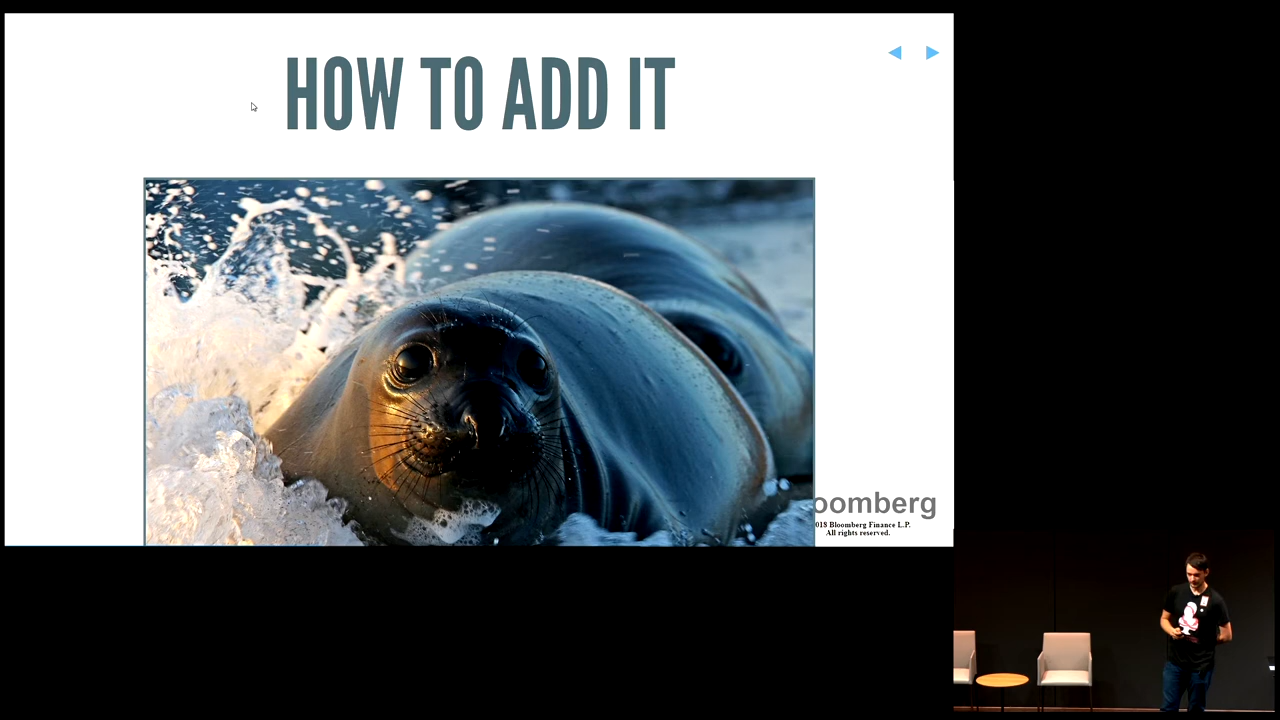 HOW TO ADD IT
oomberg
018 Bloomberg Finance L.P.
All rights reserved.